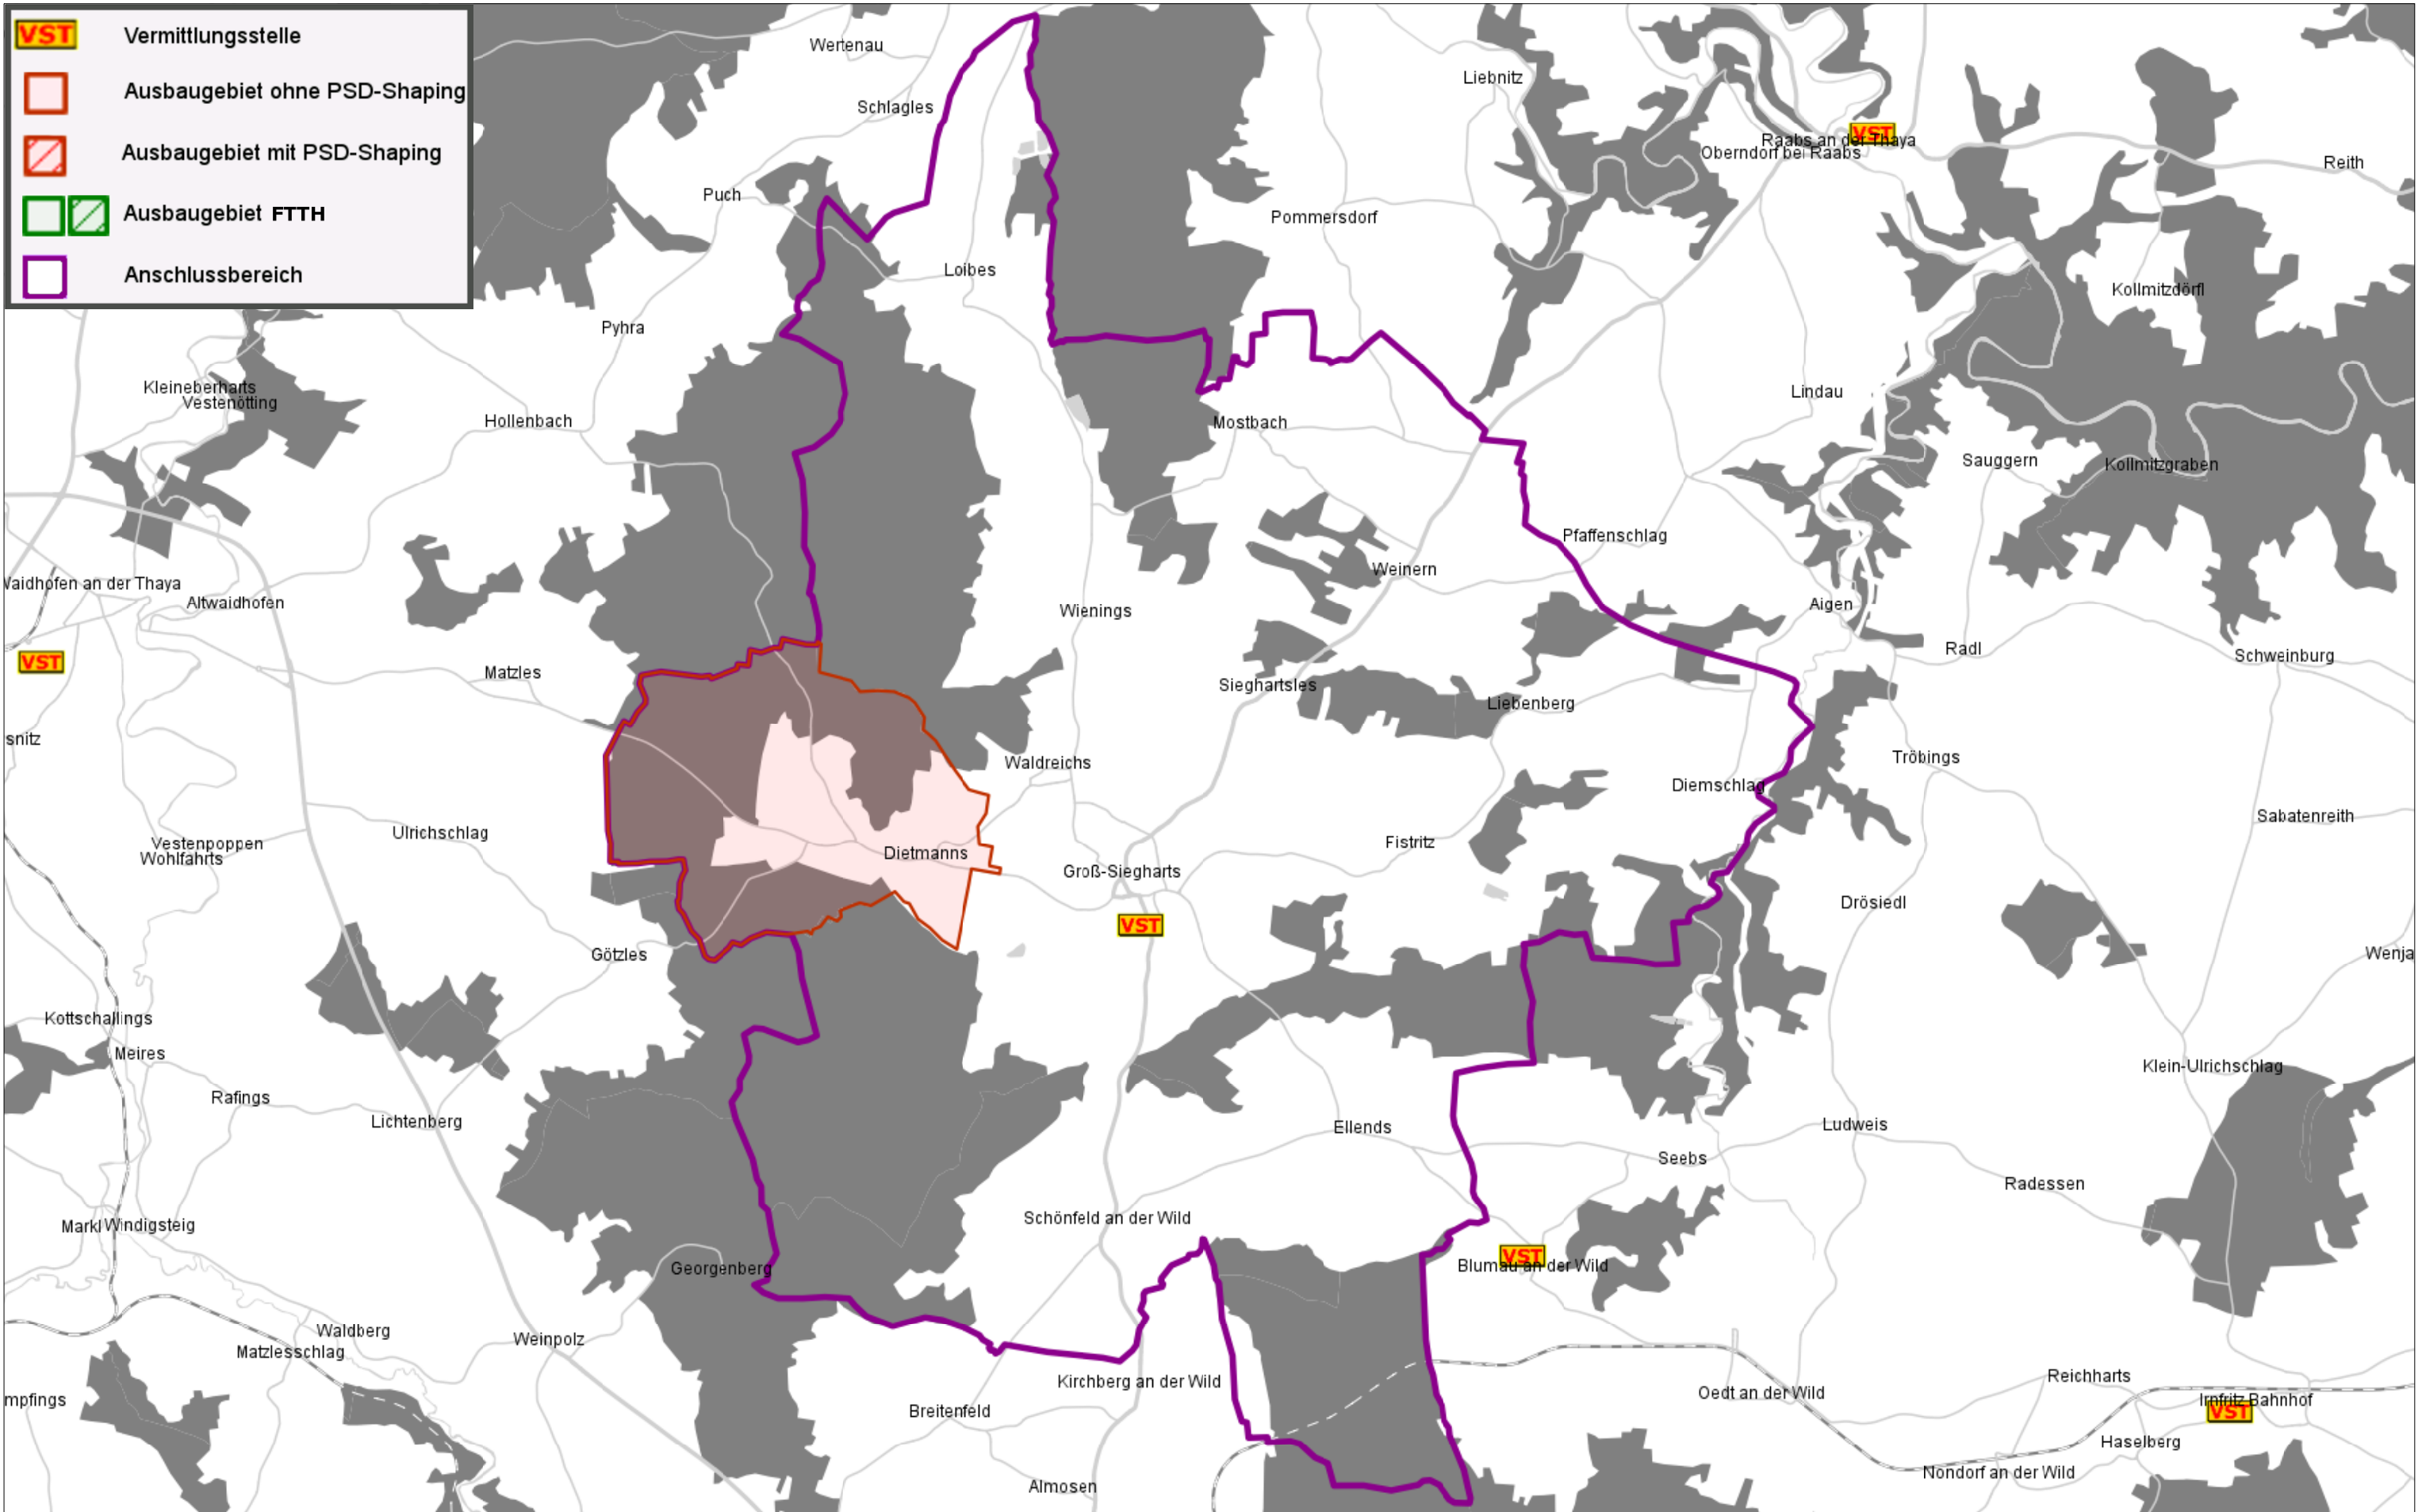 VST Vermittlungsstelle
Ausbaugebiet ohne PSD-Shaping
Ausbaugebiet mit PSD-Shaping
Ausbaugebiet FTTH
Anschlussbereich
Wertenau
Liebnitz
Schlagles
VST
Raabs an der Thaya
Oberndorf bei Raabs
Reith
Puch
Pommersdorf
Loibes
Kollmitzdörfl
Pyhra
Kleineberharts
Vestenötting
Lindau
Hollenbach
Mostbach
Sauggern
Kollmitzgraben
Pfaffenschlag
Weinern
Waidhofen an der Thaya
Altwaidhofen
Wienings
Aigen
Radl
Schweinburg
VST
Matzles
Sieghartsles
Liebenberg
snitz
Waldreichs
Tröbings
Diemschlag
Sabatenreith
Ulrichschlag
Vestenpoppen
Wohlfahrts
Fistritz
Dietmanns
Groß-Siegharts
Drösiedl
VST
Götzles
Wenja
Kottschallings
Meires
Klein-Ulrichschlag
Rafings
Lichtenberg
Ellends
Ludweis
Seebs
Radessen
Markl
Windigsteig
Schönfeld an der Wild
VST
Blumau an der Wild
Georgenberg
Waldberg
Matzlesschlag
Weinpolz
Kirchberg an der Wild
Reichharts
Oedt an der Wild
mpfings
Irnfritz Bahnhof
VST
Breitenfeld
Haselberg
Nondorf an der Wild
Almosen